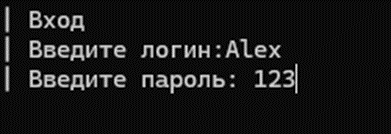 | Вход
| Введите логин:Alex
| Введите пароль: 123